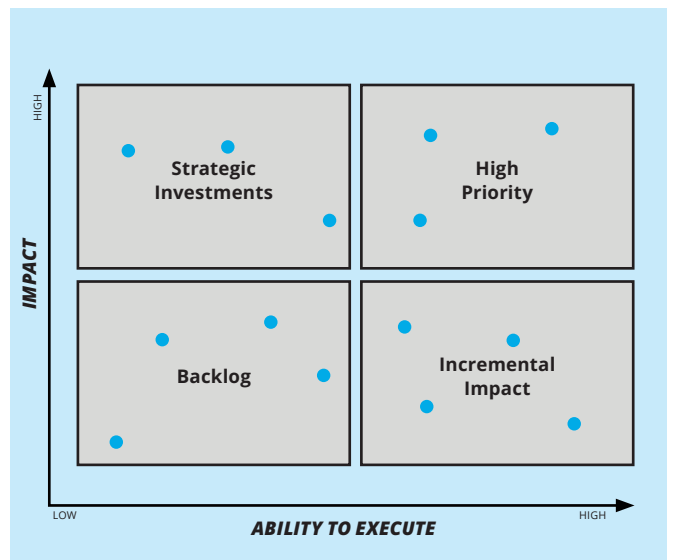 HIGH
Strategic
Investments
High
Priority
IMPACT
Backlog
Incremental
Impact
LOW
HIGH
ABILITY TO EXECUTE